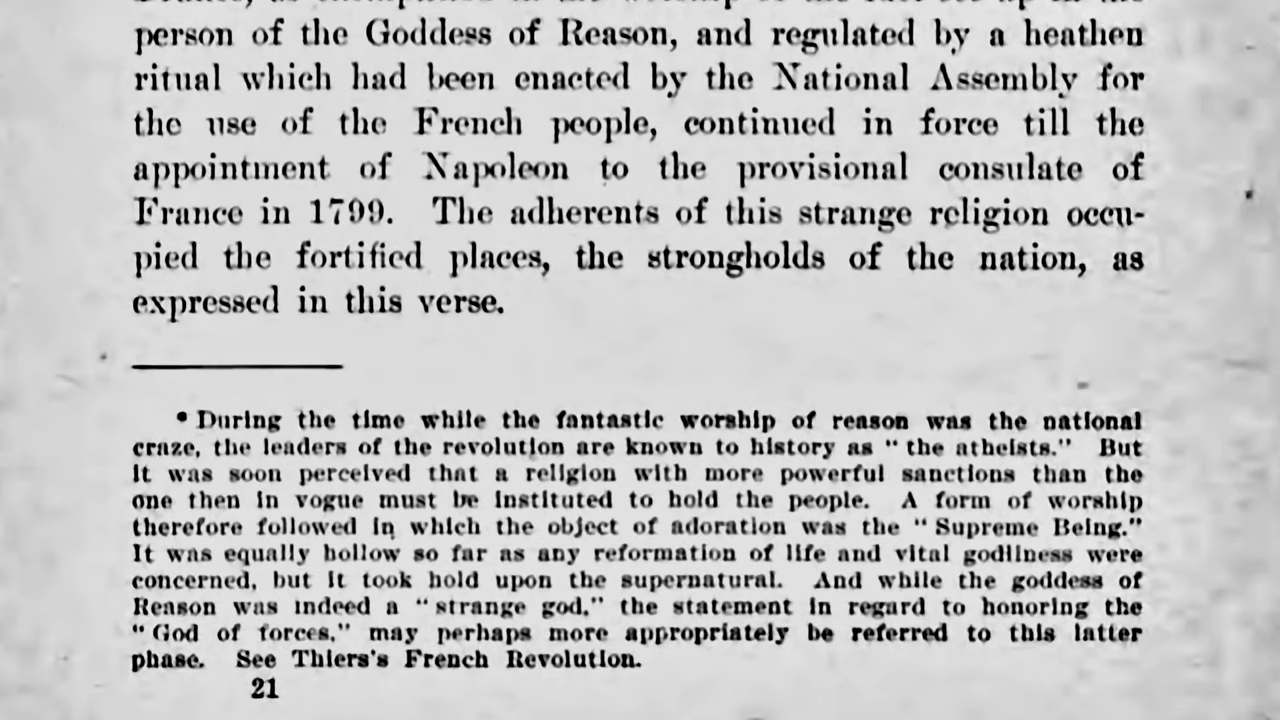 person of the Goddess of Reason, and regulated by a heathen
ritual which had been enacted by the National Assembly for
the use of the French people, continued in force till the
appointment of Napoleon to the provisional consulate of
France in 1799. The adherents of this strange religion occu-
pied the fortified places, the strongholds of the nation, as
expressed in this verse.
* During the time while the fantastic worship of reason was the national
craze, the leaders of the revolution are known to history as " the atheists." But
it was soon perceived that a religion with more powerful sanctions than the
one then in vogue must be instituted to hold the people. A form of worship
therefore followed in which the object of adoration was the " Supreme Being."
It was equally hollow so far as any reformation of life and vital godliness were
concerned, but it took hold upon the supernatural. And while the goddess of
Reason was indeed a " strange god," the statement in regard to honoring the
" God of forces," may perhaps more appropriately be referred to this latter
phase. See Thiers's French Revolution.
21